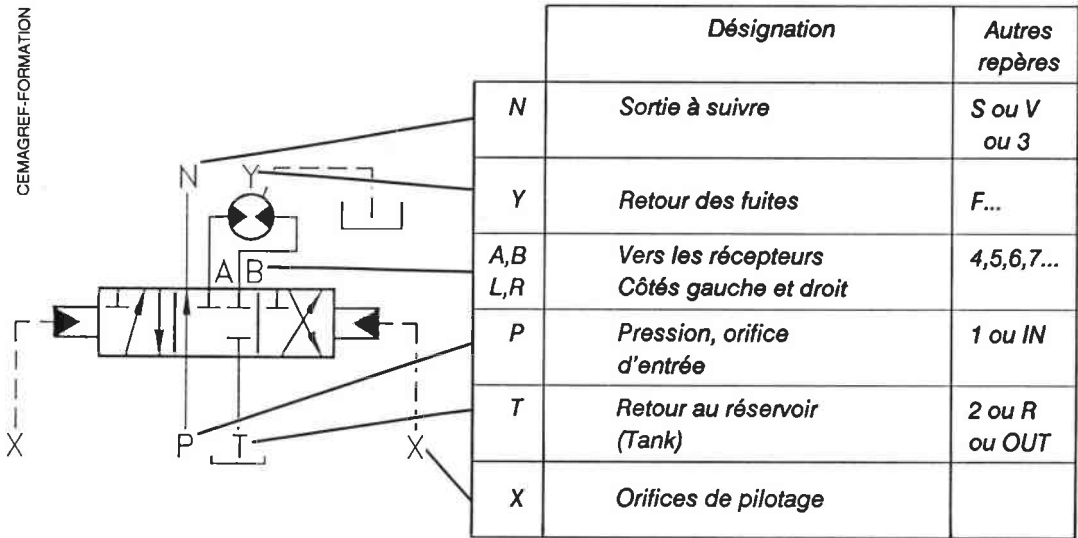 CEMAGREF-FORMATION
N
Y
A B
X
P
T
X
Désignation
Autres
repères
N
Sortie à suivre
S ou V
ou 3
Y
Retour des fuites
F...
A,B
L,R
Vers les récepteurs
Côtés gauche et droit
4,5,6,7...
P
Pression, orifice
d'entrée
1 ou IN
T
Retour au réservoir
(Tank)
2 ou R
ou OUT
X
Orifices de pilotage